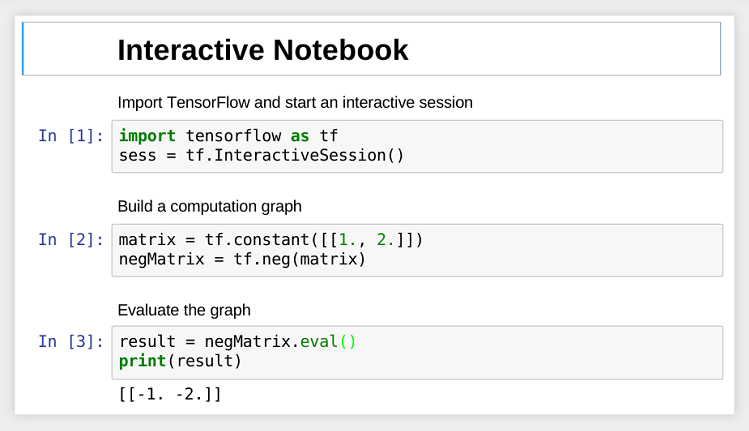 Interactive Notebook
Import TensorFlow and start an interactive session
In [1]: import tensorflow as tf
sess = tf.InteractiveSession()
Build a computation graph
In [2]: matrix = tf.constant([[1., 2.]])
negMatrix = tf.neg(matrix)
Evaluate the graph
In [3]: result = negMatrix.eval()
print(result)
[[-1. -2.]]